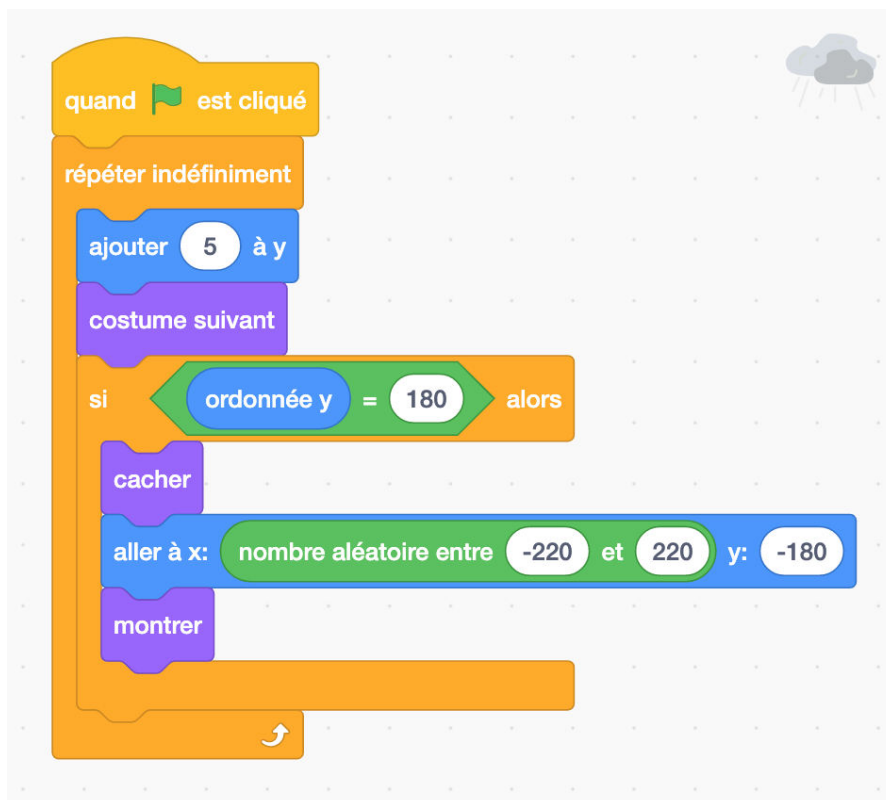 quand est cliqué
répéter indéfiniment
ajouter 5 à y
costume suivant
si ordonnée y = 180 alors
cacher
aller à x: nombre aléatoire entre -220 et 220 y: -180
montrer